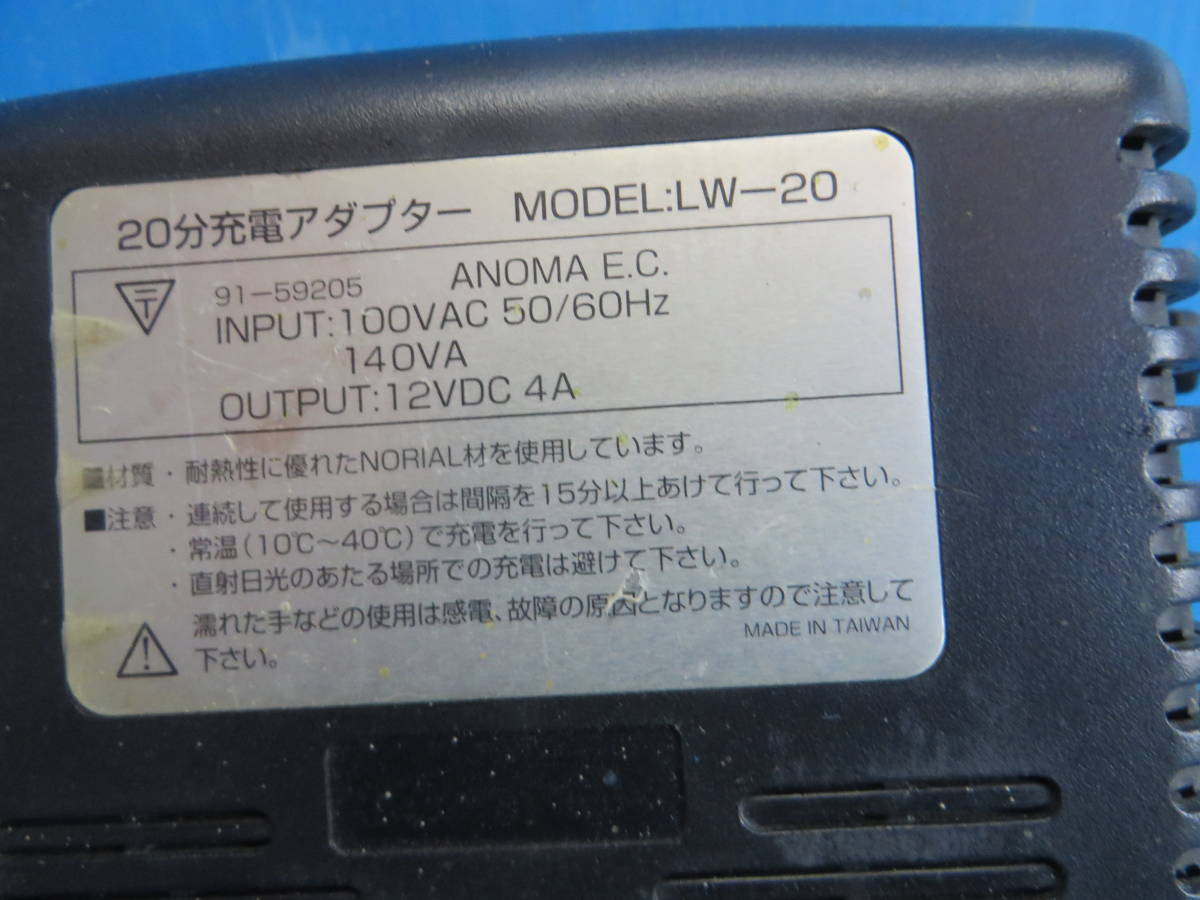 20分充電アダプター MODEL:LW−20
91−59205 ANOMA E.C.
INPUT:100VAC 50/60Hz
140VA
OUTPUT:12VDC 4A
■材質・耐熱性に優れたNORIAL材を使用しています。
■注意・連続して使用する場合は間隔を15分以上あけて行って下さい。
・常温(10℃〜40℃)で充電を行って下さい。
・直射日光のあたる場所での充電は避けて下さい。
濡れた手などの使用は感電、故障の原因となりますので注意して
下さい。
MADE IN TAIWAN